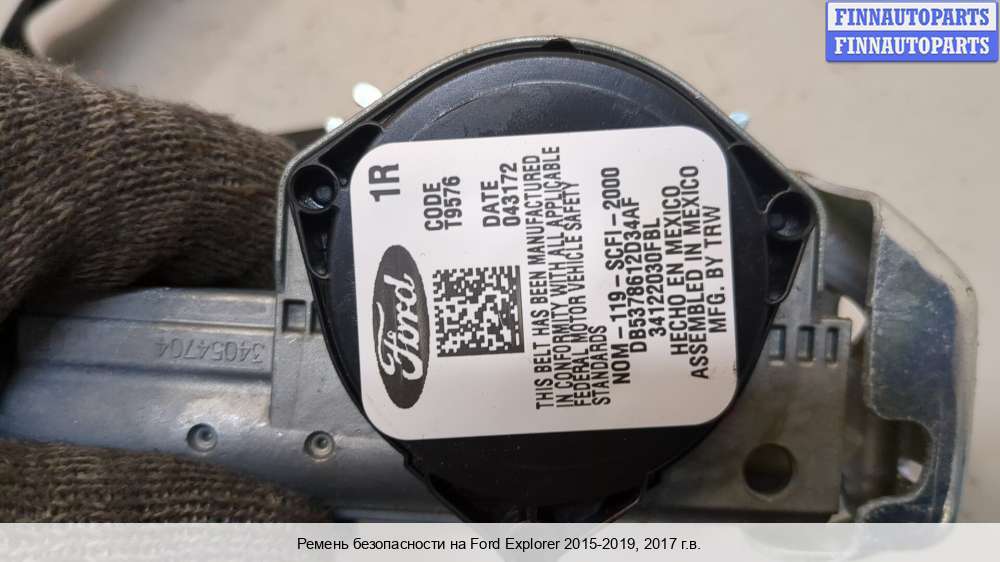 FINNAUTOPARTS
FINNAUTOPARTS
1R
CODE
T9576
DATE
043172
Ford
THIS BELT HAS BEEN MANUFACTURED
IN CONFORMITY WITH ALL APPLICABLE
FEDERAL MOTOR VEHICLE SAFETY
STANDARDS
NOM-119-SCFI-2000
DB5378612D34AF
34122030FBL
HECHO EN MEXICO
ASSEMBLED IN MEXICO
MFG. BY TRW
34054704
Ремень безопасности на Ford Explorer 2015-2019, 2017 г.в.